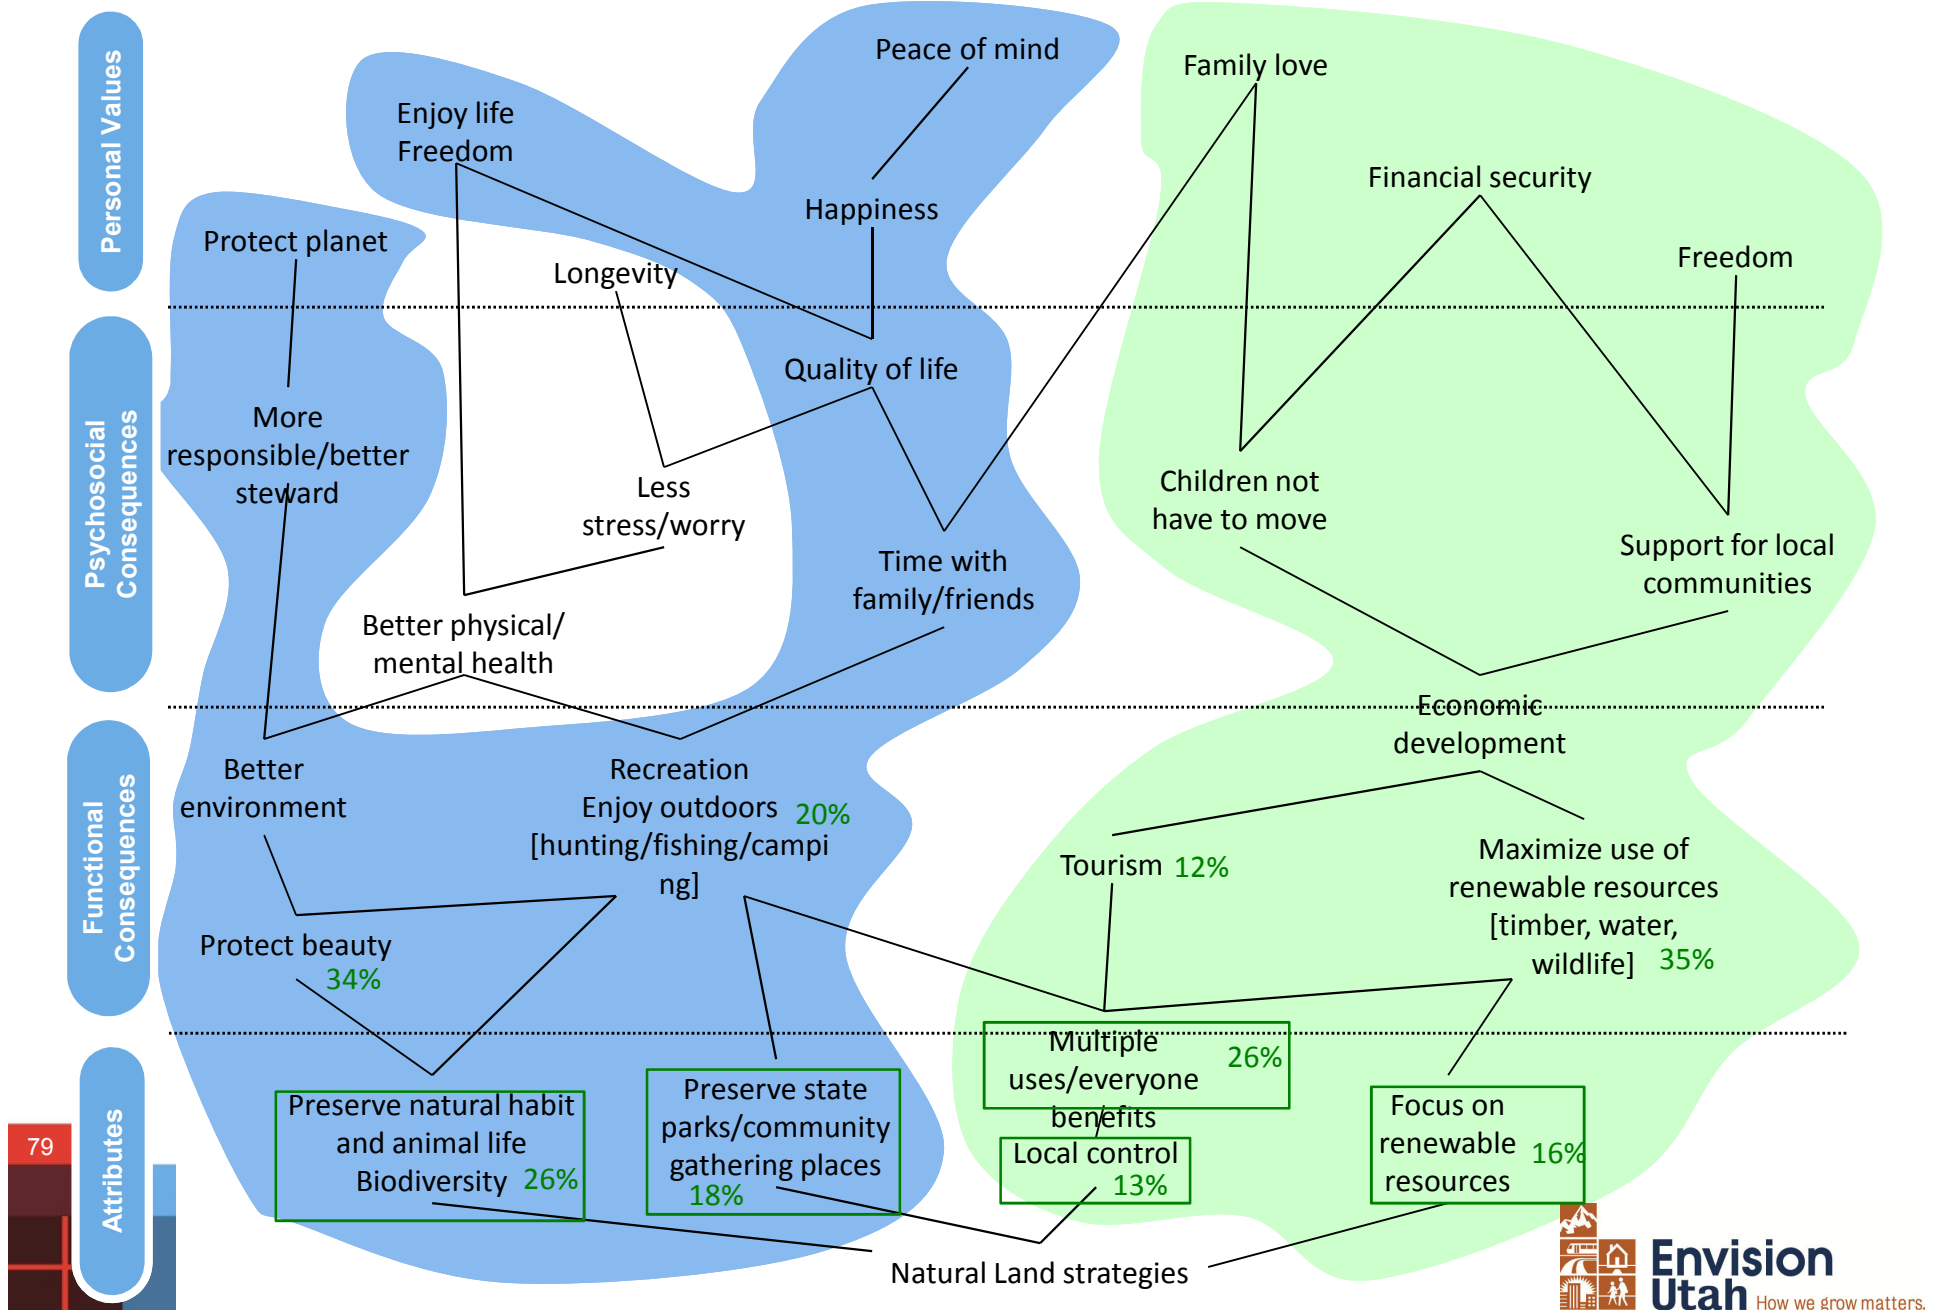 Personal Values
Peace of mind
Family love
Enjoy life
Freedom
Financial security
Happiness
Protect planet
Longevity
Freedom
Psychosocial
Consequences
Quality of life
More
responsible/better
steward
Less
stress/worry
Children not
have to move
Time with
family/friends
Support for local
communities
Better physical/
mental health
Functional
Consequences
Economic
development
Better
environment
Recreation
Enjoy outdoors 20%
[hunting/fishing/campi
ng]
Tourism 12%
Maximize use of
renewable resources
[timber, water,
wildlife] 35%
Protect beauty
34%
Attributes
Multiple
uses/everyone 26%
benefits
Preserve natural habit
and animal life
Biodiversity 26%
Preserve state
parks/community
gathering places
18%
Local control
13%
Focus on
renewable 16%
resources
79
Natural Land strategies
Envision
Utah How we grow matters.